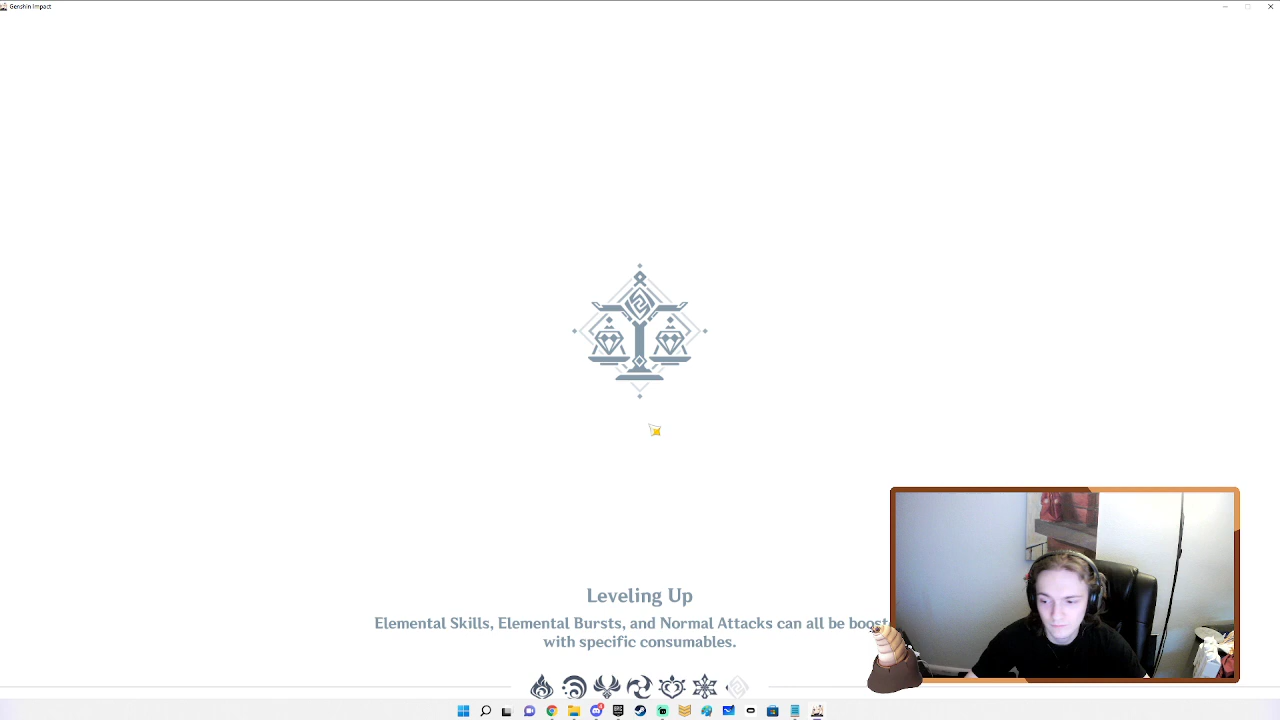 Genshin Impact
Leveling Up
Elemental Skills, Elemental Bursts, and Normal Attacks can all be boost
with specific consumables.